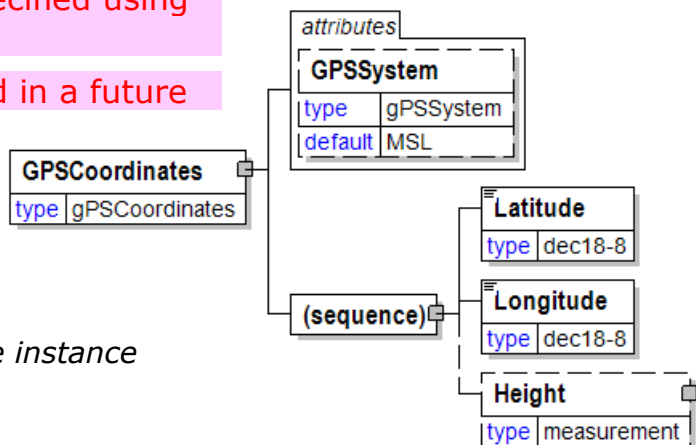 specified using
d in a future
attributes
GPSSystem
type gPSSystem
default MSL
GPSCoordinates
type gPSCoordinates
Latitude
type dec18-8
(sequence)
Longitude
type dec18-8
e instance
Height
type measurement